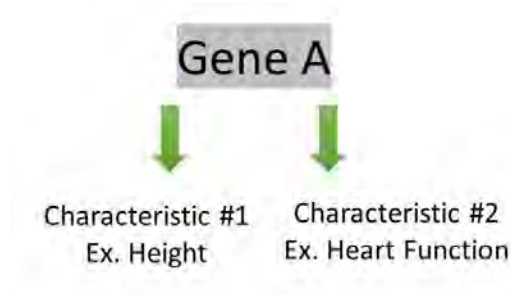 Gene A
Characteristic #1
Ex. Height
Characteristic #2
Ex. Heart Function